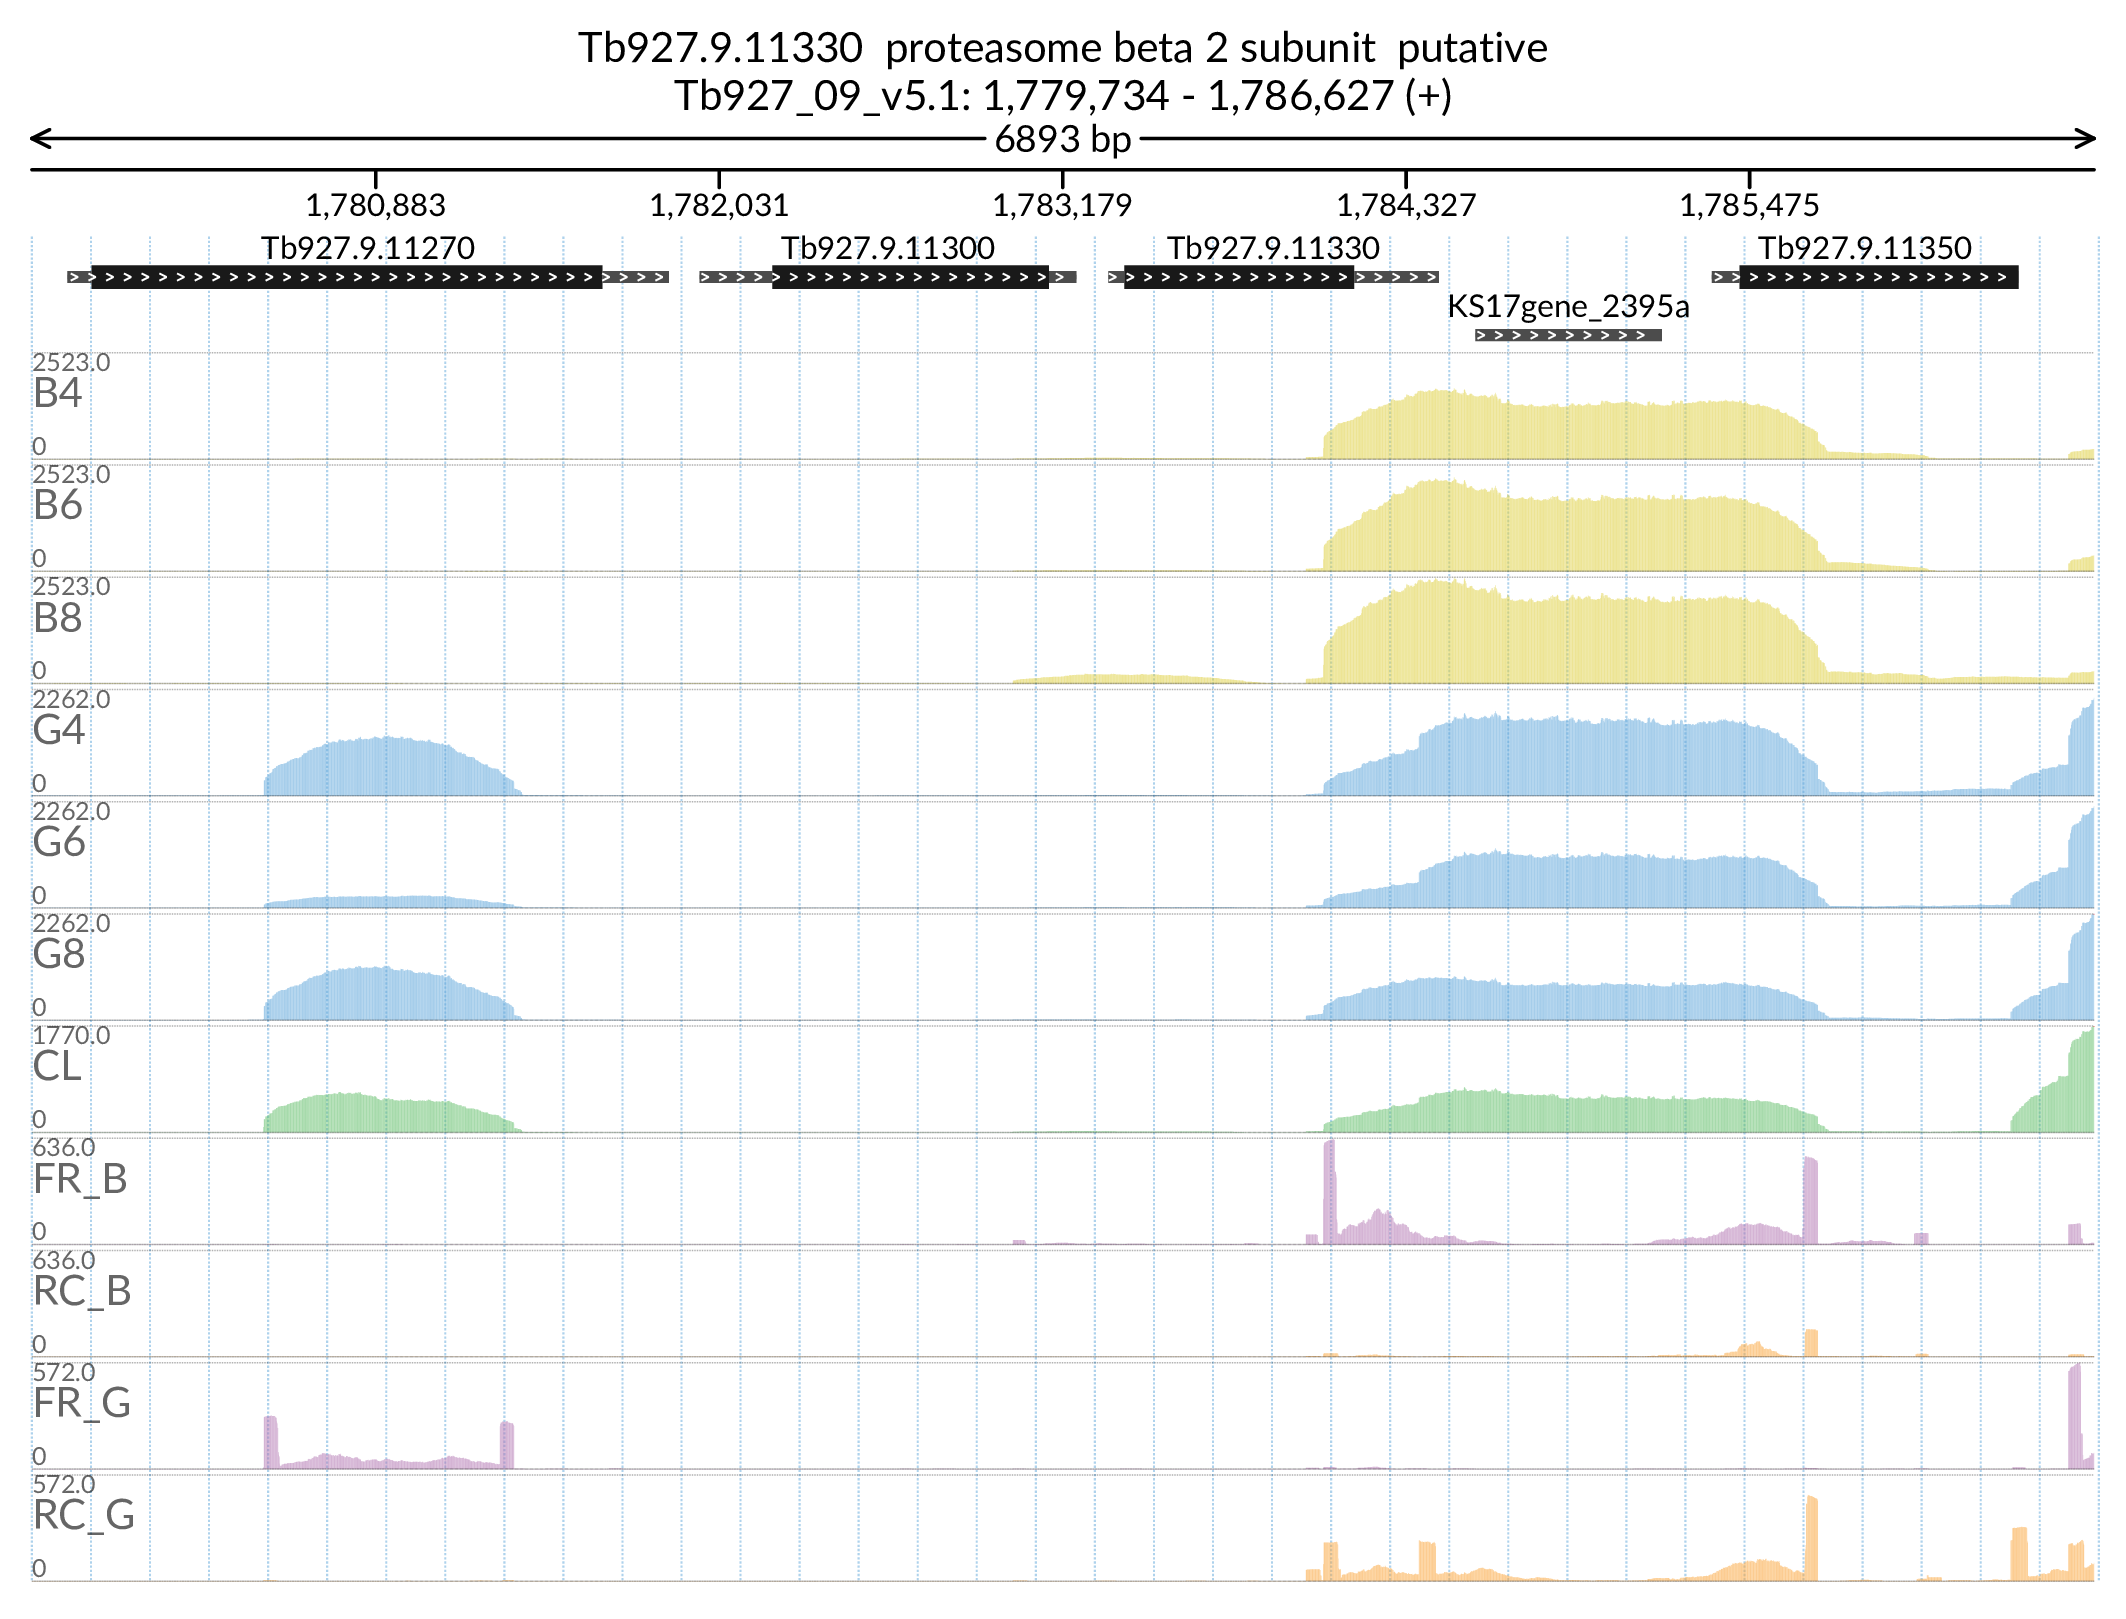 Tb927.9.11330 proteasome beta 2 subunit putative
Tb927_09_v5.1: 1,779,734 - 1,786,627 (+)
6893 bp
1,780,883 1,782,031 1,783,179 1,784,327 1,785,475
Tb927.9.11270 Tb927.9.11300 Tb927.9.11330 Tb927.9.11350
KS17gene_2395a
2523.0
B4
0
2523.0
B6
0
2523.0
B8
0
2262.0
G4
0
2262.0
G6
0
2262.0
G8
0
1770.0
CL
0
636.0
FR_B
0
636.0
RC_B
0
572.0
FR_G
0
572.0
RC_G
0